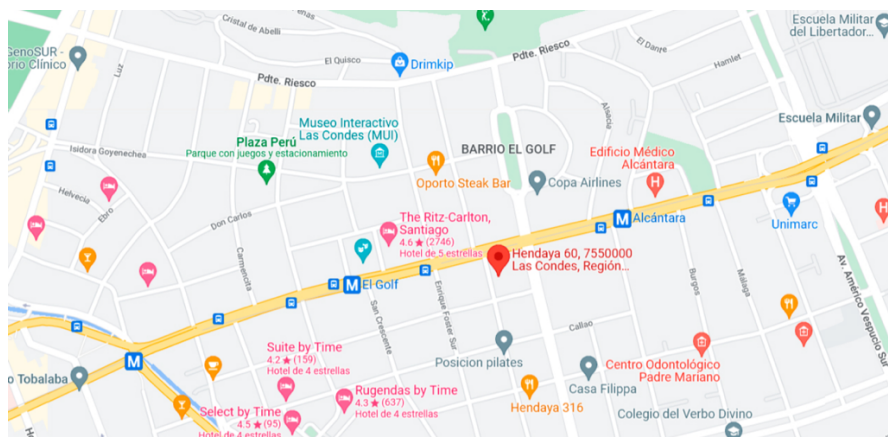 Escuela Militar
del Libertador...
Cristal de Abelli
El Dante
Hamlet
Pdte. Riesco
GenoSUR -
rio Clínico
Luz
El Quisco
Drimkip
Pdte. Riesco
Alsacia
Escuela Militar
Museo Interactivo
Las Condes (MUI)
Plaza Perú
Parque con juegos y estacionamiento
Isidora Goyenechea
BARRIO EL GOLF
Edificio Médico
Alcántara
Oporto Steak Bar
Copa Airlines
Helvecia
Ebro
Don Carlos
The Ritz-Carlton,
Santiago
4.6 ★ (2746)
Hotel de 5 estrellas
M
Alcántara
Unimarc
Hendaya 60, 7550000
Las Condes, Región...
Carmencita
M
El Golf
Enrique Foster Sur
San Crescente
Burgos
Málaga
Av. Américo Vespucio Sur
Callao
M
Suite by Time
4.2 ★ (159)
Hotel de 4 estrellas
Posicion pilates
Centro Odontológico
Padre Mariano
o Tobalaba
Casa Filippa
Rugendas by Time
4.3 ★ (637)
Hotel de 4 estrellas
Hendaya 316
Select by Time
4.5 ★ (95)
Hotel de 4 estrellas
Colegio del Verbo Divino